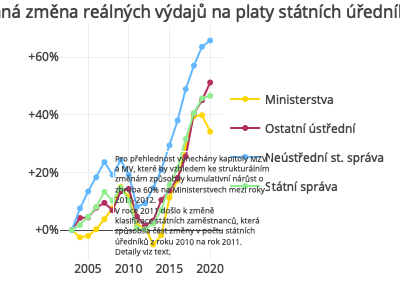 ná změna reálných výdajů na platy státních úředník
+60%
+40%
+20%
+0%
2005 2010 2015 2020
Ministerstva
Ostatní ústřední
Neústřední st. správa
Státní správa
Pro přehlednost vynechány kapitoly MZV
a MV, které by vzhledem ke strukturálním
změnám způsobily kumulativní nárůst o
zhruba 60% na Ministerstvech mezi roky
2011-2012.
V roce 2011 došlo k změně
klasifikace státních zaměstnanců, která
způsobila část změny v počtu státních
úředníků z roku 2010 na rok 2011.
Detaily viz text.